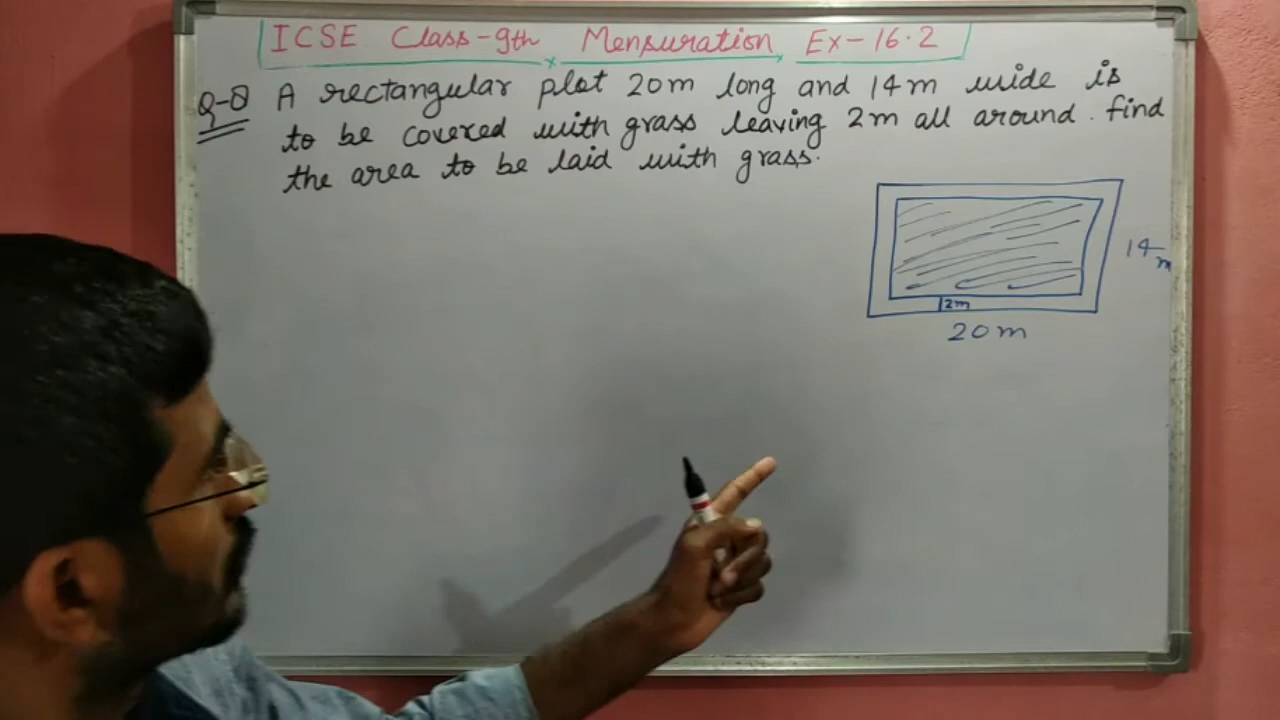 ICSE Class-9th Mensuration Ex-16.2
Q-8 A rectangular plot 20m long and 14m wide is
to be covered with grass leaving 2m all around. find
the area to be laid with grass.
14m
2m
20m